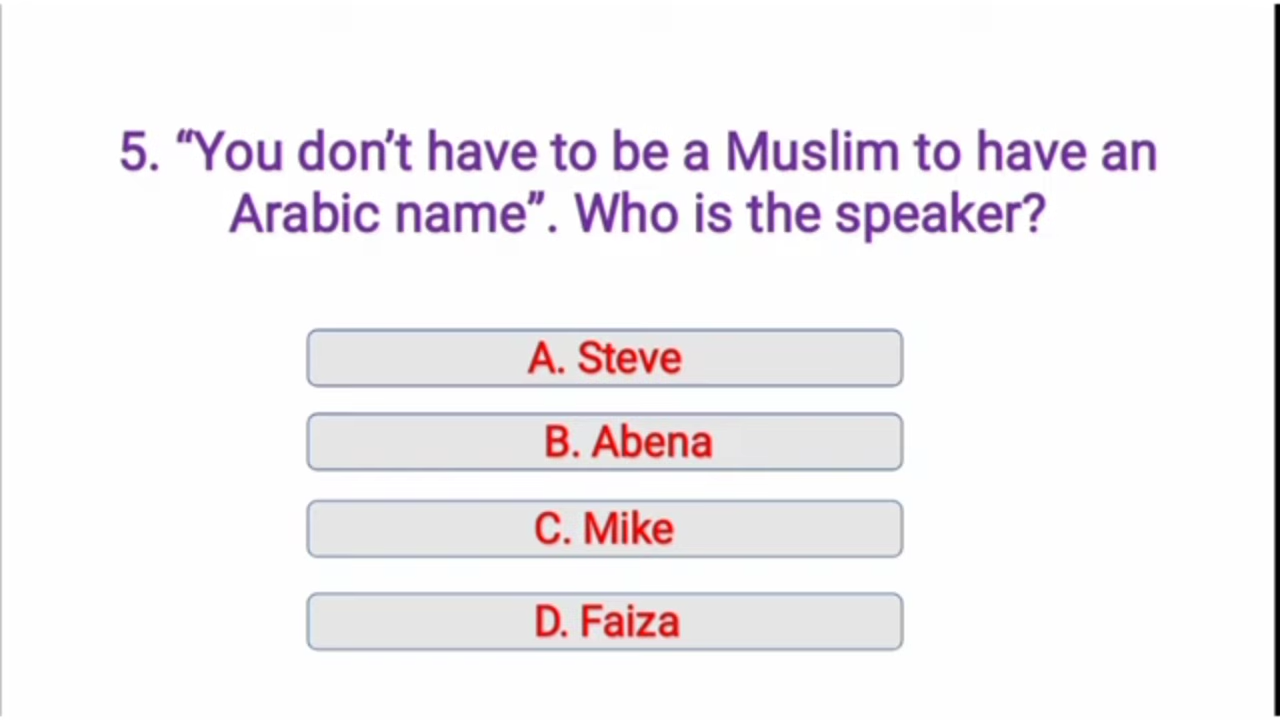 5. “You don’t have to be a Muslim to have an
Arabic name”. Who is the speaker?
A. Steve
B. Abena
C. Mike
D. Faiza